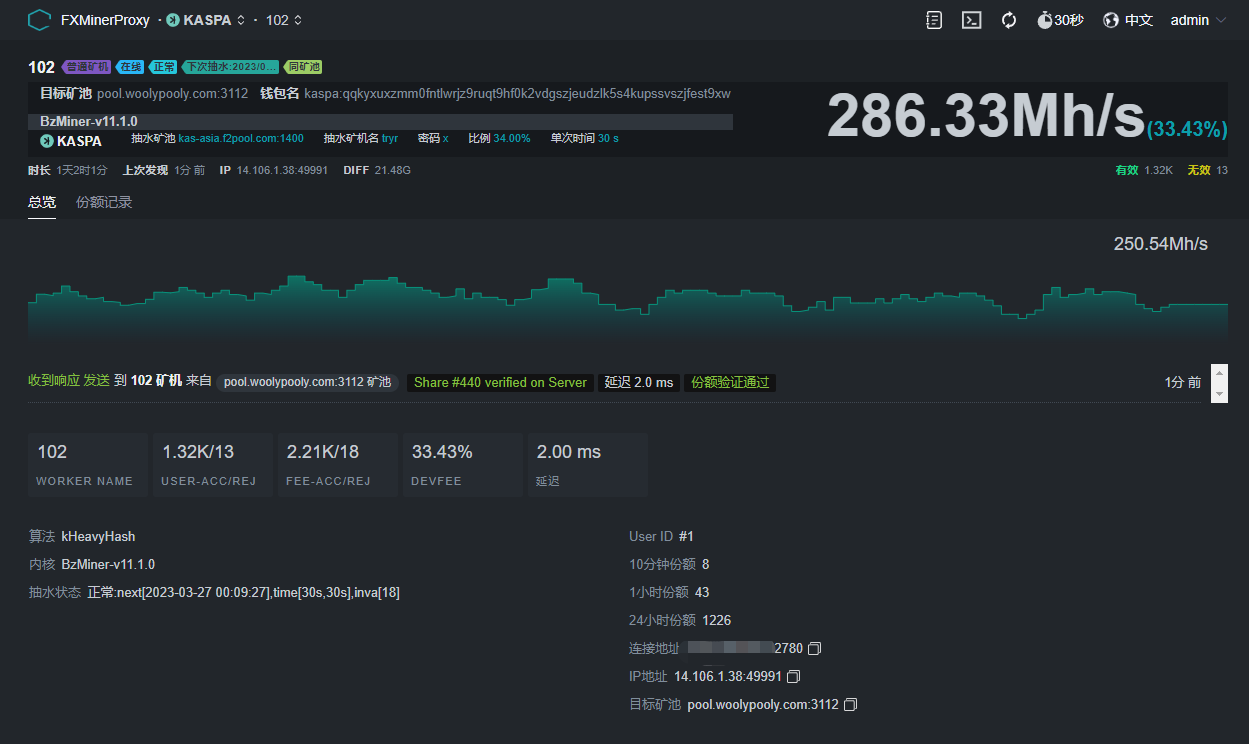 FXMinerProxy · KASPA · 102 30秒 中文 admin
102 普通矿机 在线 正常 下次抽水:2023/0... 同矿池
目标矿池 pool.woolypooly.com:3112 钱包名 kaspa:qqkyxuxzmm0fntlwrjz9ruqt9hf0k2vdgszjeudzlk5s4kupssvszjfest9xw
286.33Mh/s(33.43%)
BzMiner-v11.1.0
KASPA 抽水矿池 kas-asia.f2pool.com:1400 抽水矿机名 tryr 密码 x 比例 34.00% 单次时间 30 s
时长 1天2时1分 上次发现 1分 前 IP 14.106.1.38:49991 DIFF 21.48G 有效 1.32K 无效 13
总览 份额记录
250.54Mh/s
收到响应 发送 到 102 矿机 来自 pool.woolypooly.com:3112 矿池 Share #440 verified on Server 延迟 2.0 ms 份额验证通过 1分 前
102 1.32K/13 2.21K/18 33.43% 2.00 ms
WORKER NAME USER-ACC/REJ FEE-ACC/REJ DEVFEE 延迟
算法 kHeavyHash User ID #1
内核 BzMiner-v11.1.0 10分钟份额 8
抽水状态 正常:next[2023-03-27 00:09:27],time[30s,30s],inva[18] 1小时份额 43
24小时份额 1226
连接地址 2780
IP地址 14.106.1.38:49991
目标矿池 pool.woolypooly.com:3112